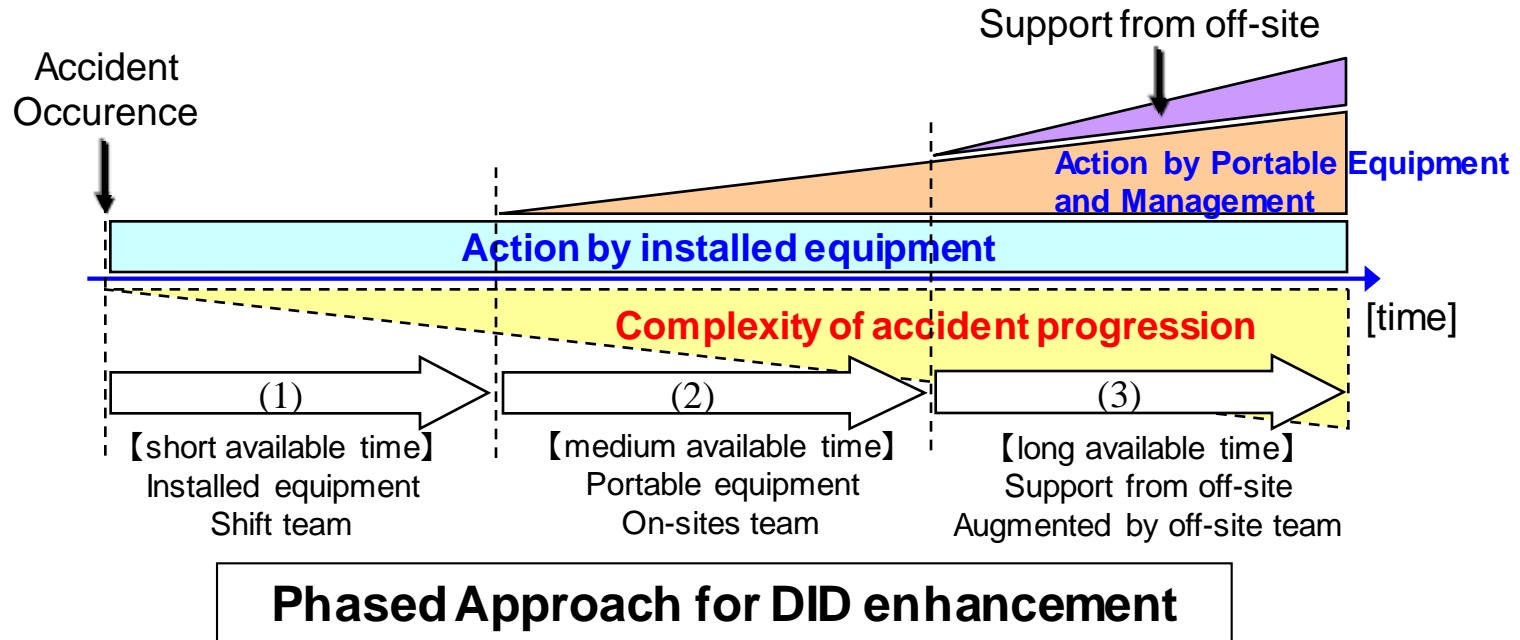 Support from off-site
Accident
Occurence
Action by Portable Equipment
and Management
Action by installed equipment
[time]
Complexity of accident progression
(1)
(2)
(3)
【short available time】
Installed equipment
Shift team
【medium available time】
Portable equipment
On-sites team
【long available time】
Support from off-site
Augmented by off-site team
Phased Approach for DID enhancement